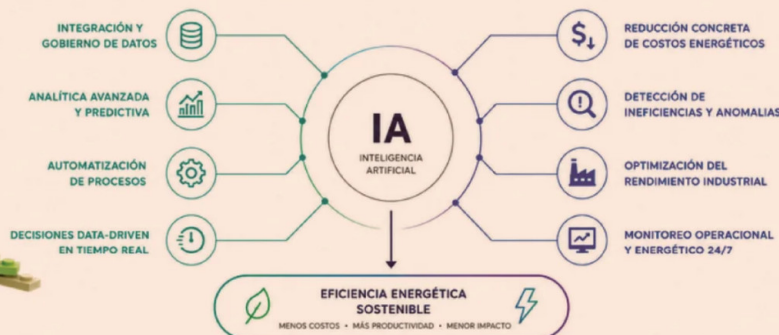 INTEGRACIÓN Y
GOBIERNO DE DATOS
ANALÍTICA AVANZADA
Y PREDICTIVA
AUTOMATIZACIÓN
DE PROCESOS
DECISIONES DATA-DRIVEN
EN TIEMPO REAL
IA
INTELIGENCIA
ARTIFICIAL
REDUCCIÓN CONCRETA
DE COSTOS ENERGÉTICOS
DETECCIÓN DE
INEFICIENCIAS Y ANOMALIAS
OPTIMIZACIÓN DEL
RENDIMIENTO INDUSTRIAL
MONITOREO OPERACIONAL
Y ENERGÉTICO 24/7
EFICIENCIA ENERGÉTICA
SOSTENIBLE
MENOS COSTOS • MÁS PRODUCTIVIDAD • MENOR IMPACTO